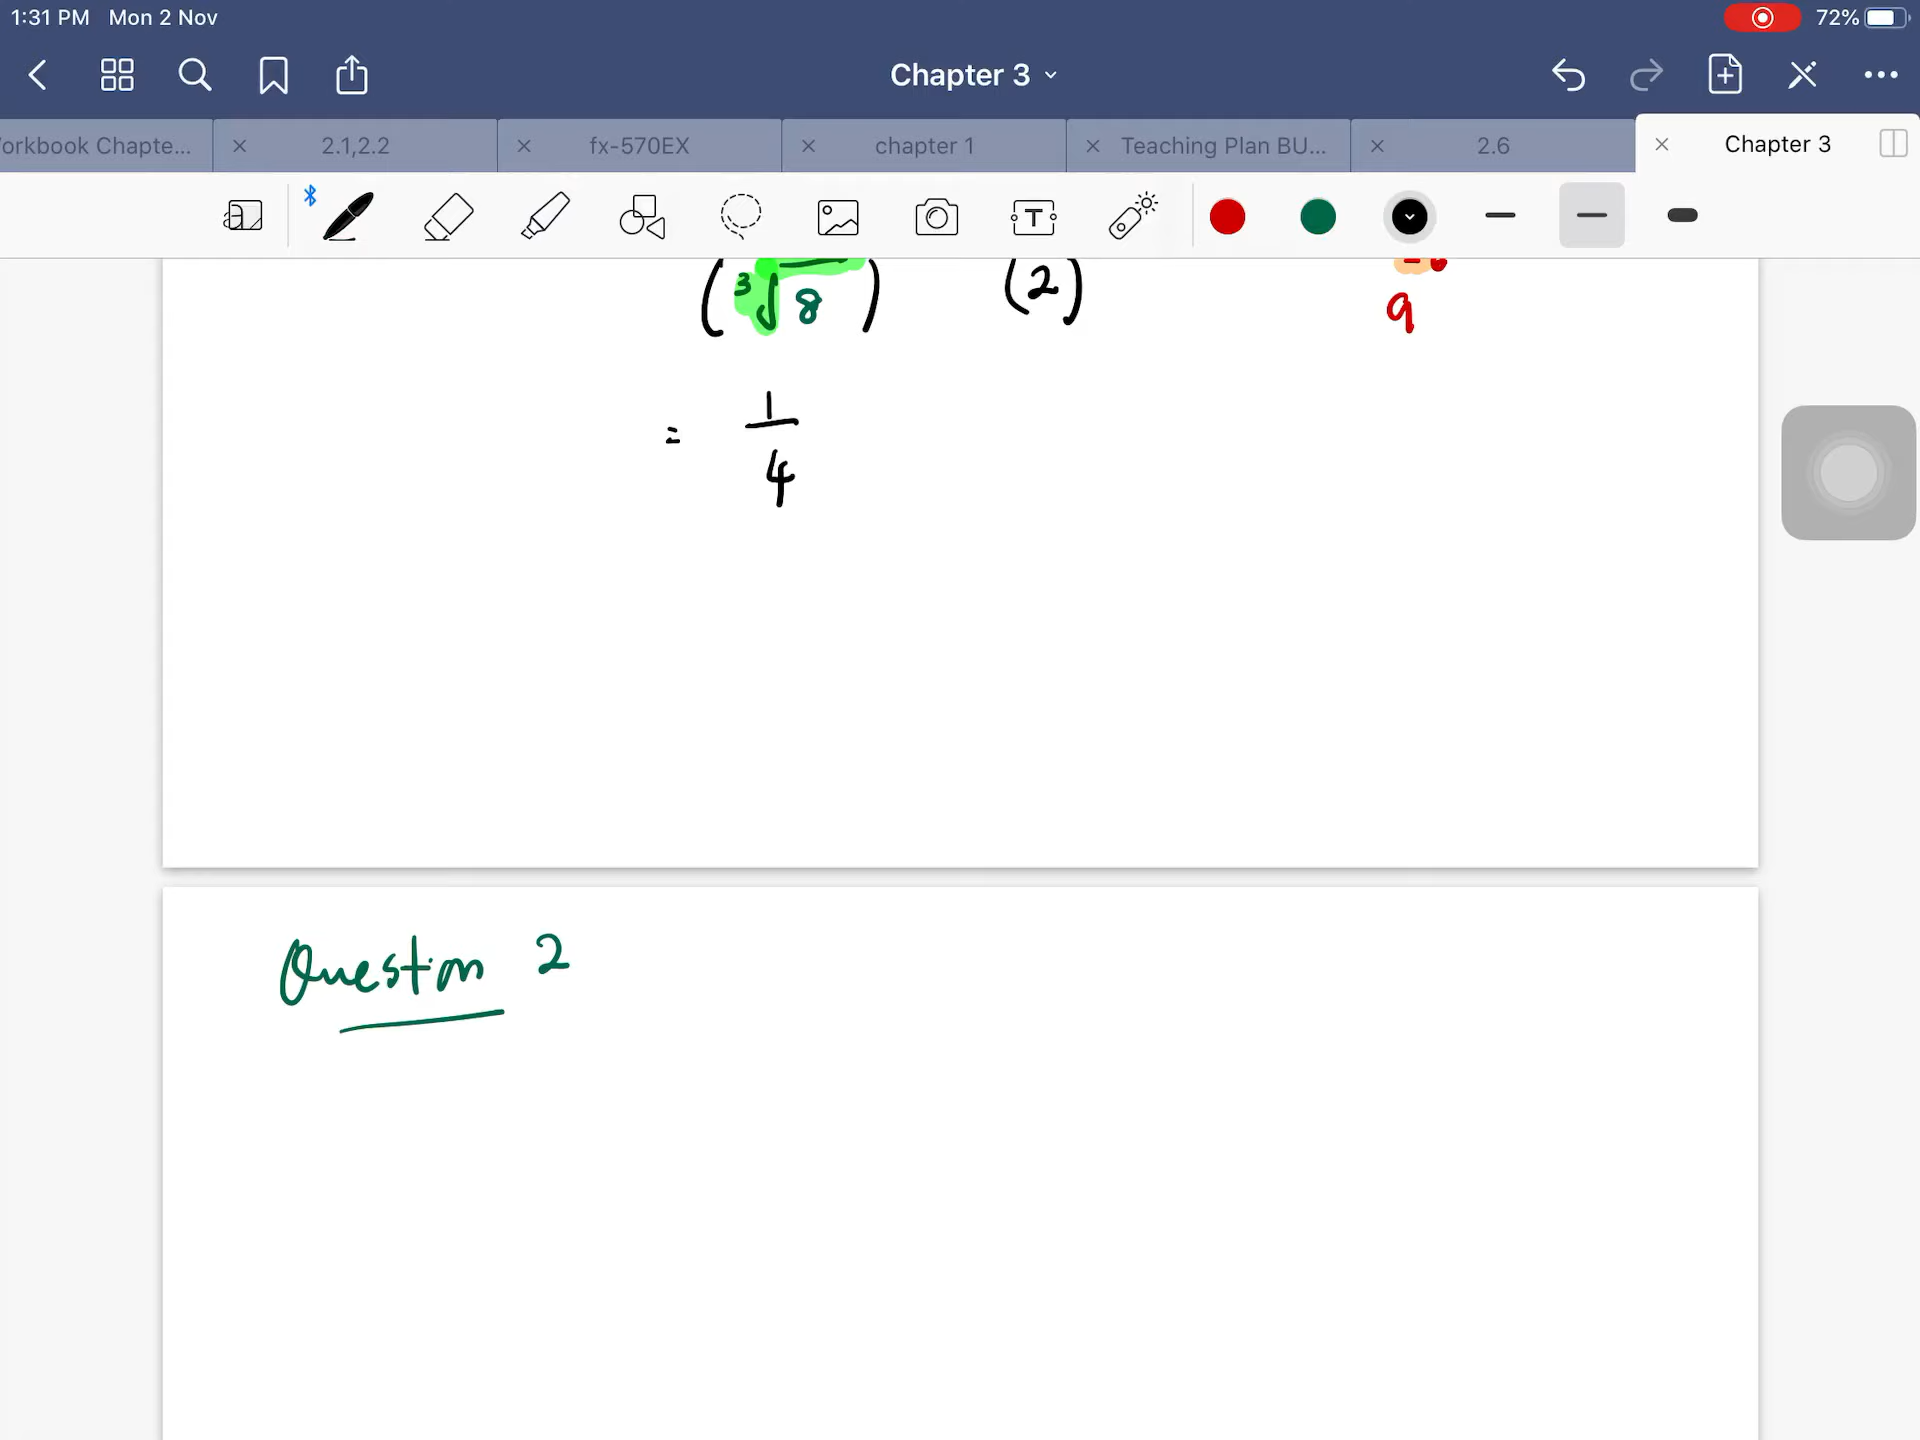 1:31 PM Mon 2 Nov
72%
Chapter 3
orkbook Chapte...
2.1,2.2
fx-570EX
chapter 1
Teaching Plan BU...
2.6
Chapter 3
(³√8) (2)
9
= 1/4
Question 2